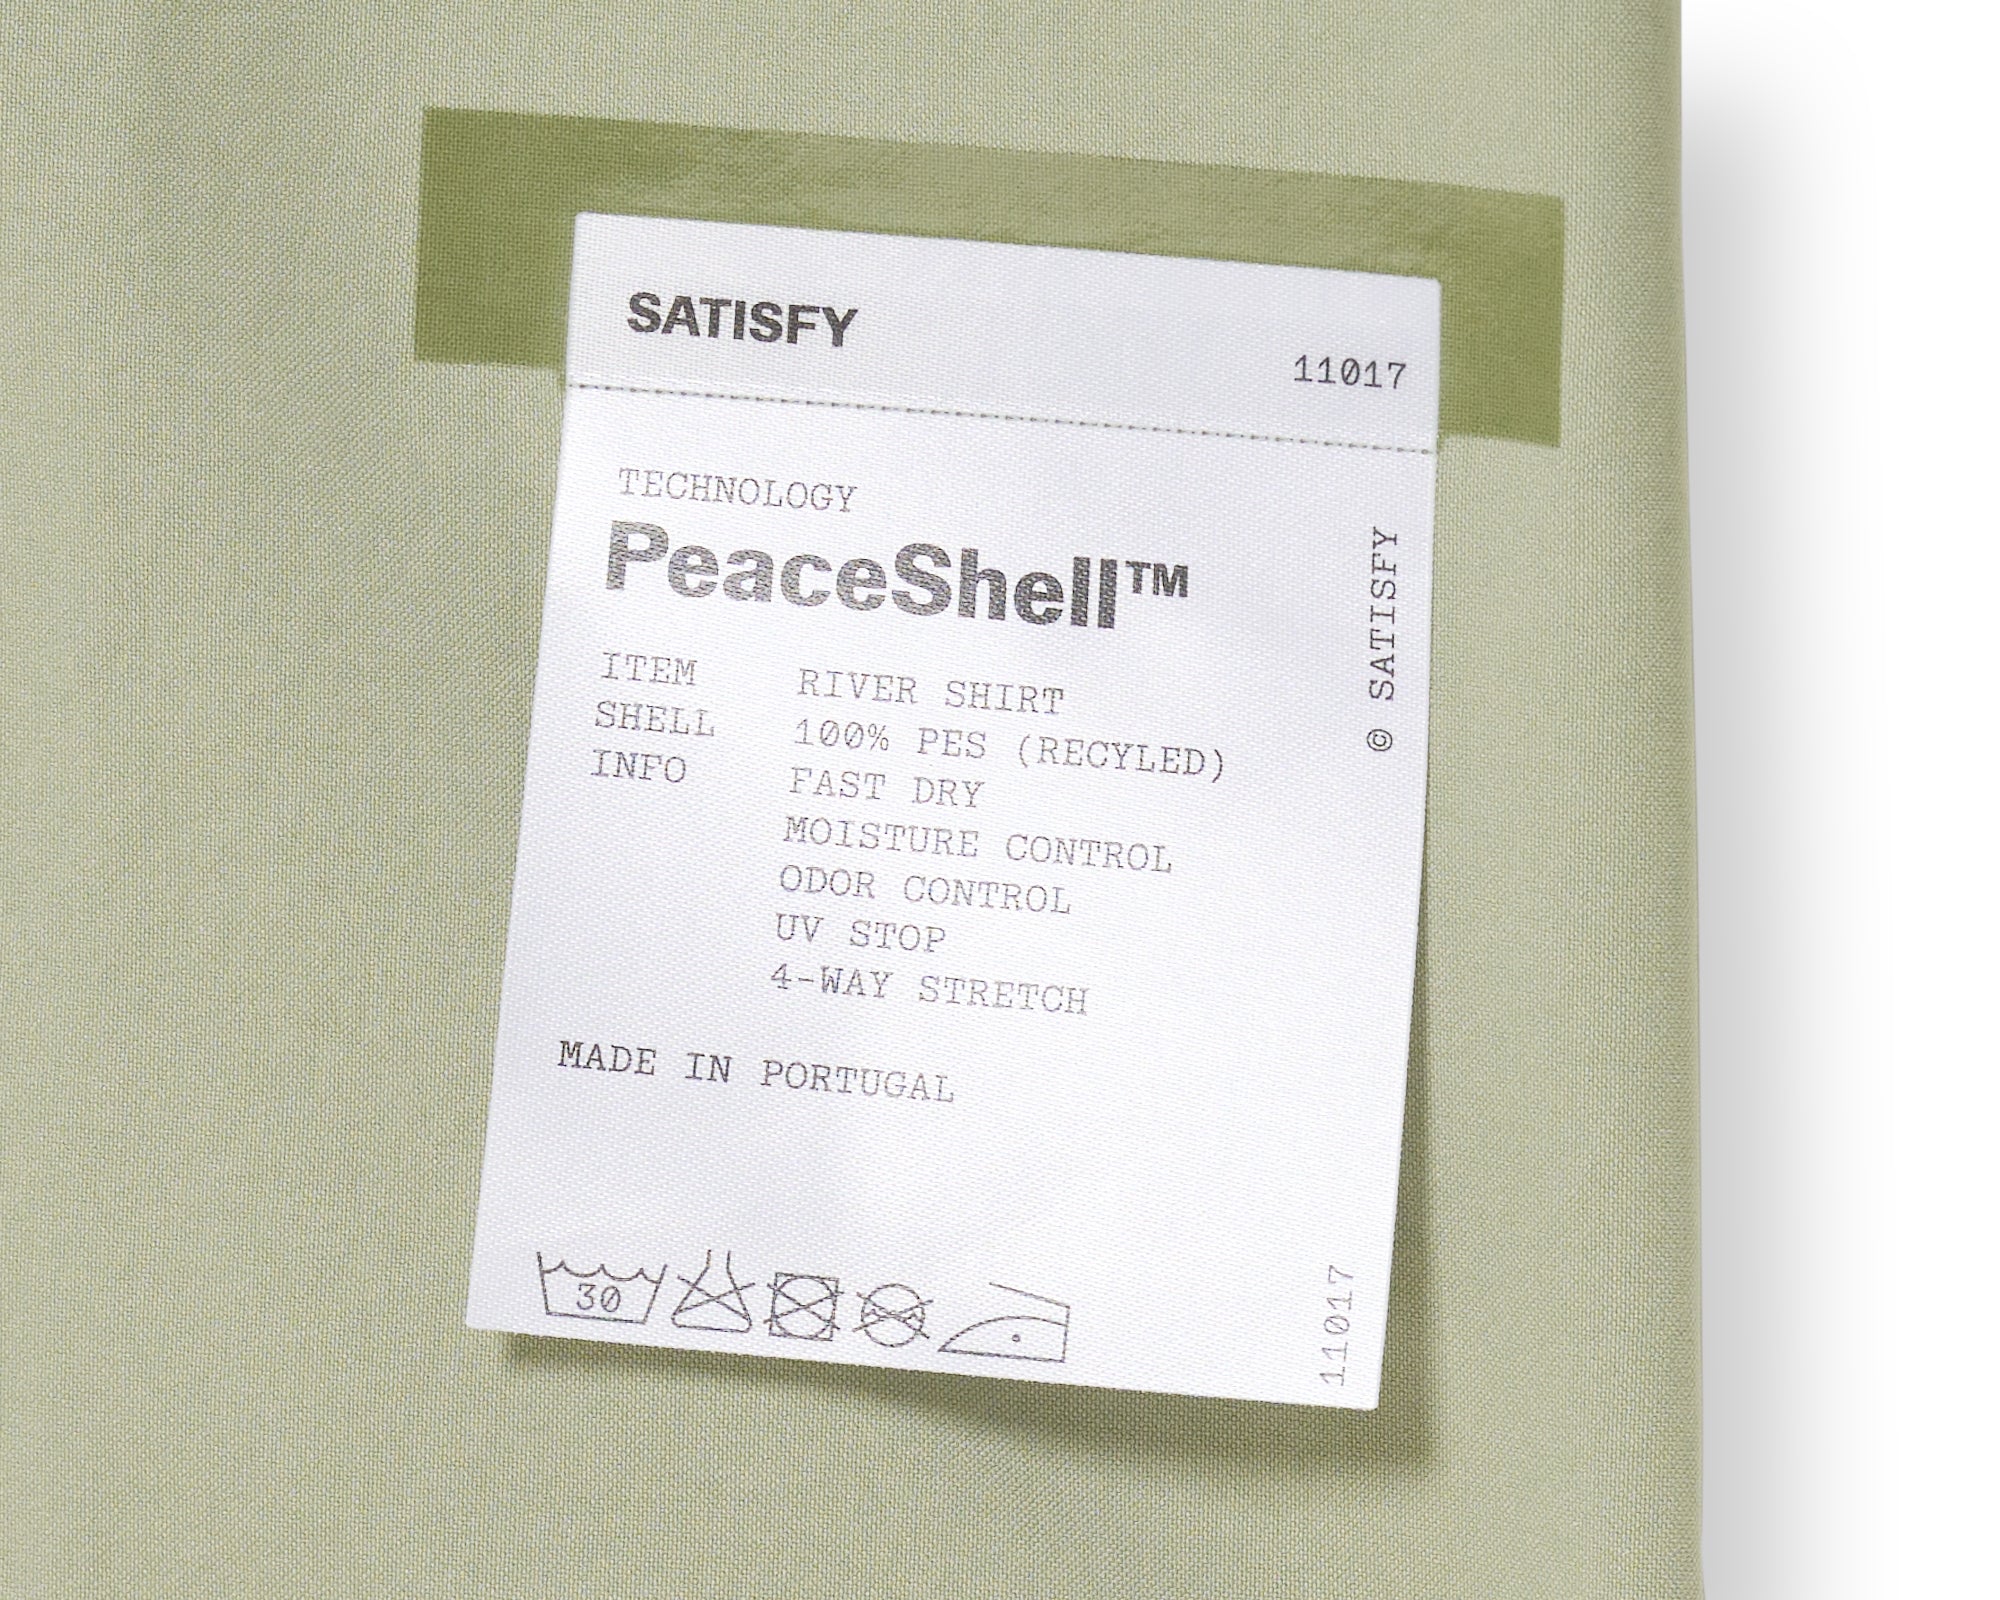 SATISFY
11017
TECHNOLOGY
PeaceShell™
ITEM RIVER SHIRT
SHELL 100% PES (RECYLED)
INFO FAST DRY
MOISTURE CONTROL
ODOR CONTROL
UV STOP
4-WAY STRETCH
MADE IN PORTUGAL
30
© SATISFY
11017